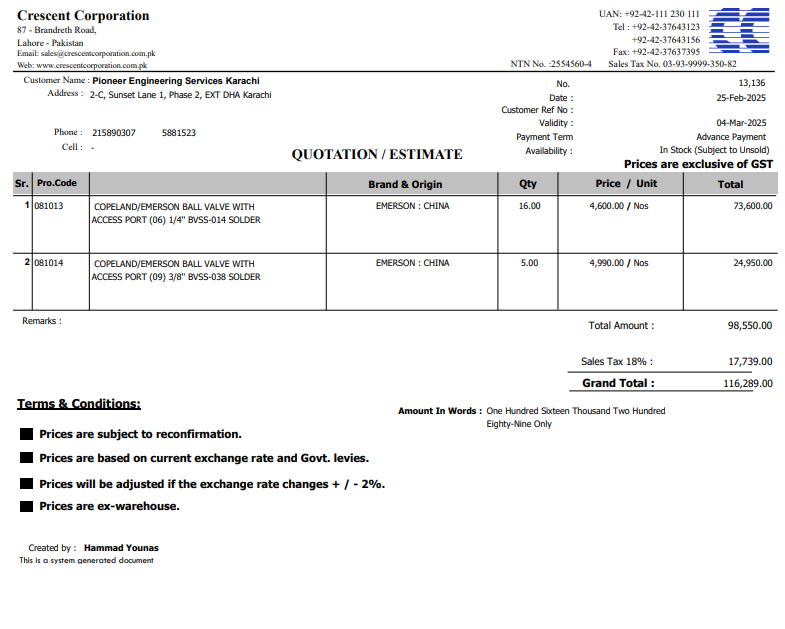 Crescent Corporation
87 - Brandreth Road,
Lahore - Pakistan
Email: sales@crescentcorporation.com.pk
Web: www.crescentcorporation.com.pk
UAN: +92-42-111 230 111
Tel : +92-42-37643123
+92-42-37643156
Fax: +92-42-37637395
NTN No. :2554560-4 Sales Tax No. 03-93-9999-350-82
Customer Name : Pioneer Engineering Services Karachi
Address : 2-C, Sunset Lane 1, Phase 2, EXT DHA Karachi
Phone : 215890307 5881523
Cell : -
No. 13,136
Date : 25-Feb-2025
Customer Ref No :
Validity : 04-Mar-2025
Payment Term Advance Payment
Availability : In Stock (Subject to Unsold)
QUOTATION / ESTIMATE
Prices are exclusive of GST
Sr. Pro.Code Brand & Origin Qty Price / Unit Total
1 081013 COPELAND/EMERSON BALL VALVE WITH EMERSON : CHINA 16.00 4,600.00 / Nos 73,600.00
ACCESS PORT (06) 1/4" BVSS-014 SOLDER
2 081014 COPELAND/EMERSON BALL VALVE WITH EMERSON : CHINA 5.00 4,990.00 / Nos 24,950.00
ACCESS PORT (09) 3/8" BVSS-038 SOLDER
Remarks :
Total Amount : 98,550.00
Sales Tax 18% : 17,739.00
Grand Total : 116,289.00
Amount In Words : One Hundred Sixteen Thousand Two Hundred
Eighty-Nine Only
Terms & Conditions:
Prices are subject to reconfirmation.
Prices are based on current exchange rate and Govt. levies.
Prices will be adjusted if the exchange rate changes + / - 2%.
Prices are ex-warehouse.
Created by : Hammad Younas
This is a system generated document